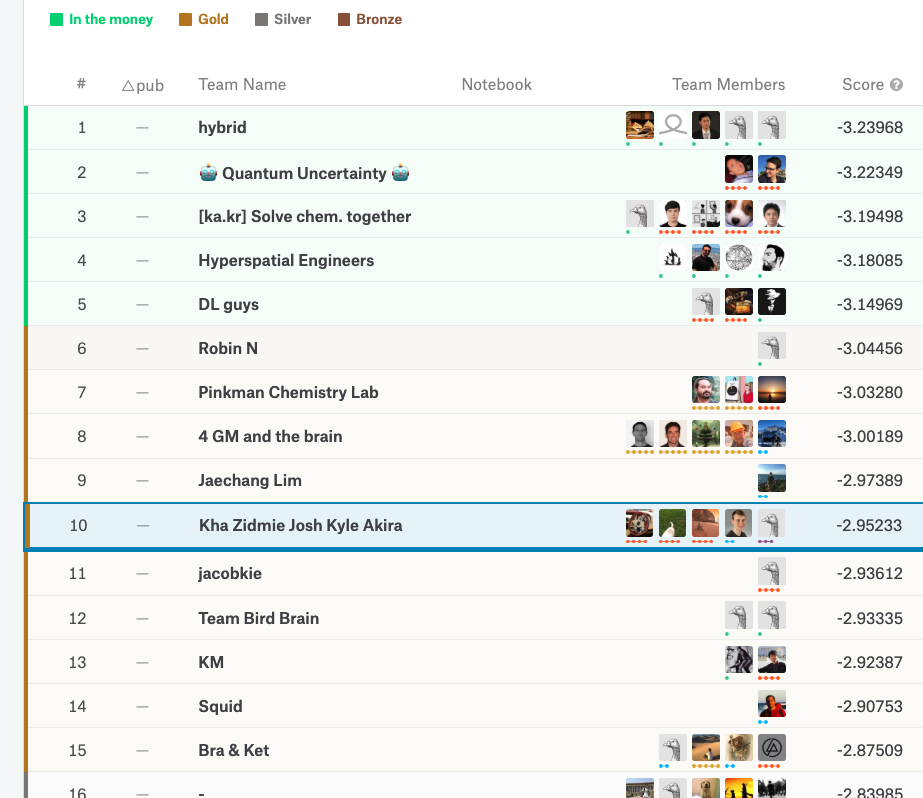 In the money Gold Silver Bronze
# △pub Team Name Notebook Team Members Score ?
1 — hybrid -3.23968
2 — 🤖 Quantum Uncertainty 🤖 -3.22349
3 — [ka.kr] Solve chem. together -3.19498
4 — Hyperspatial Engineers -3.18085
5 — DL guys -3.14969
6 — Robin N -3.04456
7 — Pinkman Chemistry Lab -3.03280
8 — 4 GM and the brain -3.00189
9 — Jaechang Lim -2.97389
10 — Kha Zidmie Josh Kyle Akira -2.95233
11 — jacobkie -2.93612
12 — Team Bird Brain -2.93335
13 — KM -2.92387
14 — Squid -2.90753
15 — Bra & Ket -2.87509
16 — - -2.83985